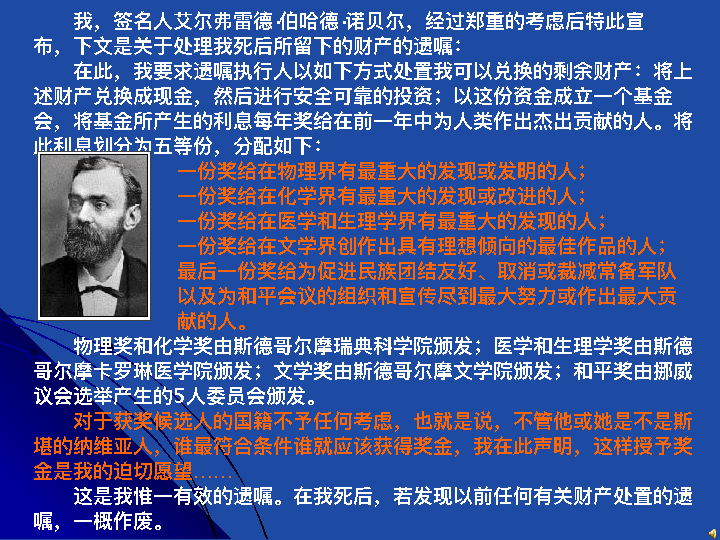 我，签名人艾尔弗雷德·伯哈德·诺贝尔，经过郑重的考虑后特此宣
布，下文是关于处理我死后所留下的财产的遗嘱：
在此，我要求遗嘱执行人以如下方式处置我可以兑换的剩余财产：将上
述财产兑换成现金，然后进行安全可靠的投资；以这份资金成立一个基金
会，将基金所产生的利息每年奖给在前一年中为人类作出杰出贡献的人。将
此利息划分为五等份，分配如下：
一份奖给在物理界有最重大的发现或发明的人；
一份奖给在化学界有最重大的发现或改进的人；
一份奖给在医学和生理学界有最重大的发现的人；
一份奖给在文学界创作出具有理想倾向的最佳作品的人；
最后一份奖给为促进民族团结友好、取消或裁减常备军队
以及为和平会议的组织和宣传尽到最大努力或作出最大贡
献的人。
物理奖和化学奖由斯德哥尔摩瑞典科学院颁发；医学和生理学奖由斯德
哥尔摩卡罗琳医学院颁发；文学奖由斯德哥尔摩文学院颁发；和平奖由挪威
议会选举产生的5人委员会颁发。
对于获奖候选人的国籍不予任何考虑，也就是说，不管他或她是不是斯
堪的纳维亚人，谁最符合条件谁就应该获得奖金，我在此声明，这样授予奖
金是我的迫切愿望……
这是我惟一有效的遗嘱。在我死后，若发现以前任何有关财产处置的遗
嘱，一概作废。